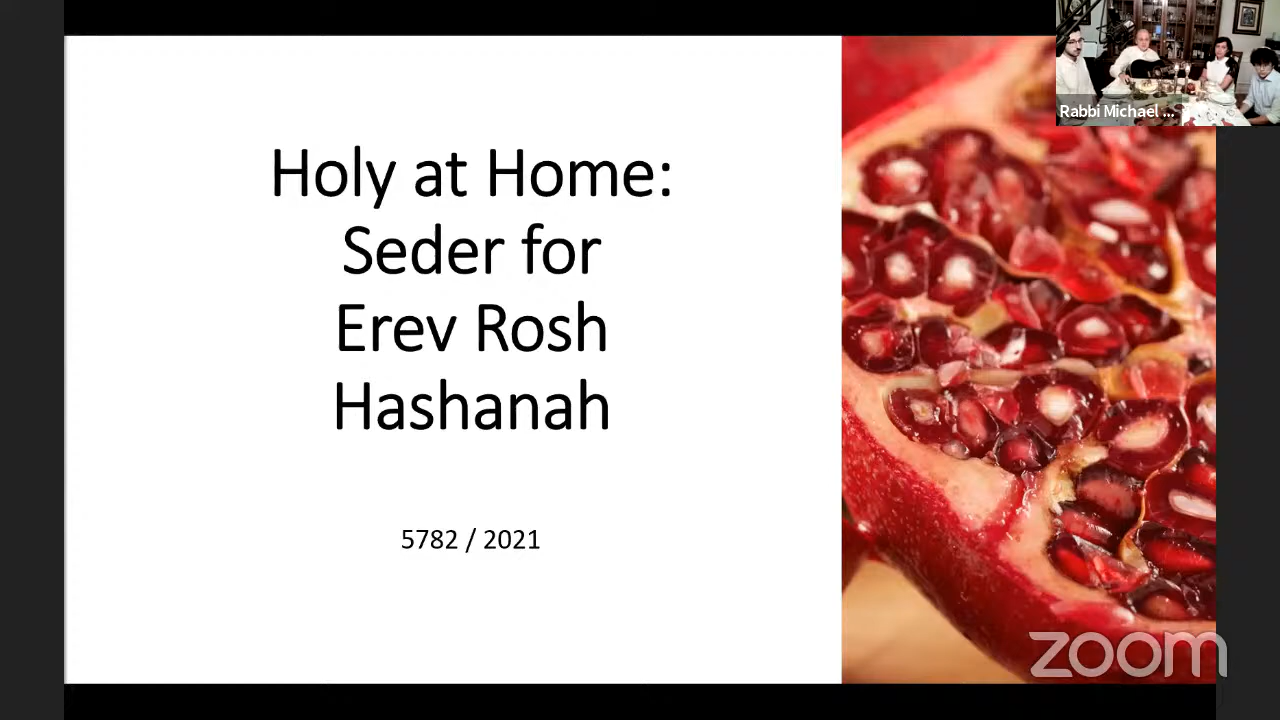 Holy at Home:
Seder for
Erev Rosh
Hashanah
5782 / 2021
Rabbi Michael ...
zoom